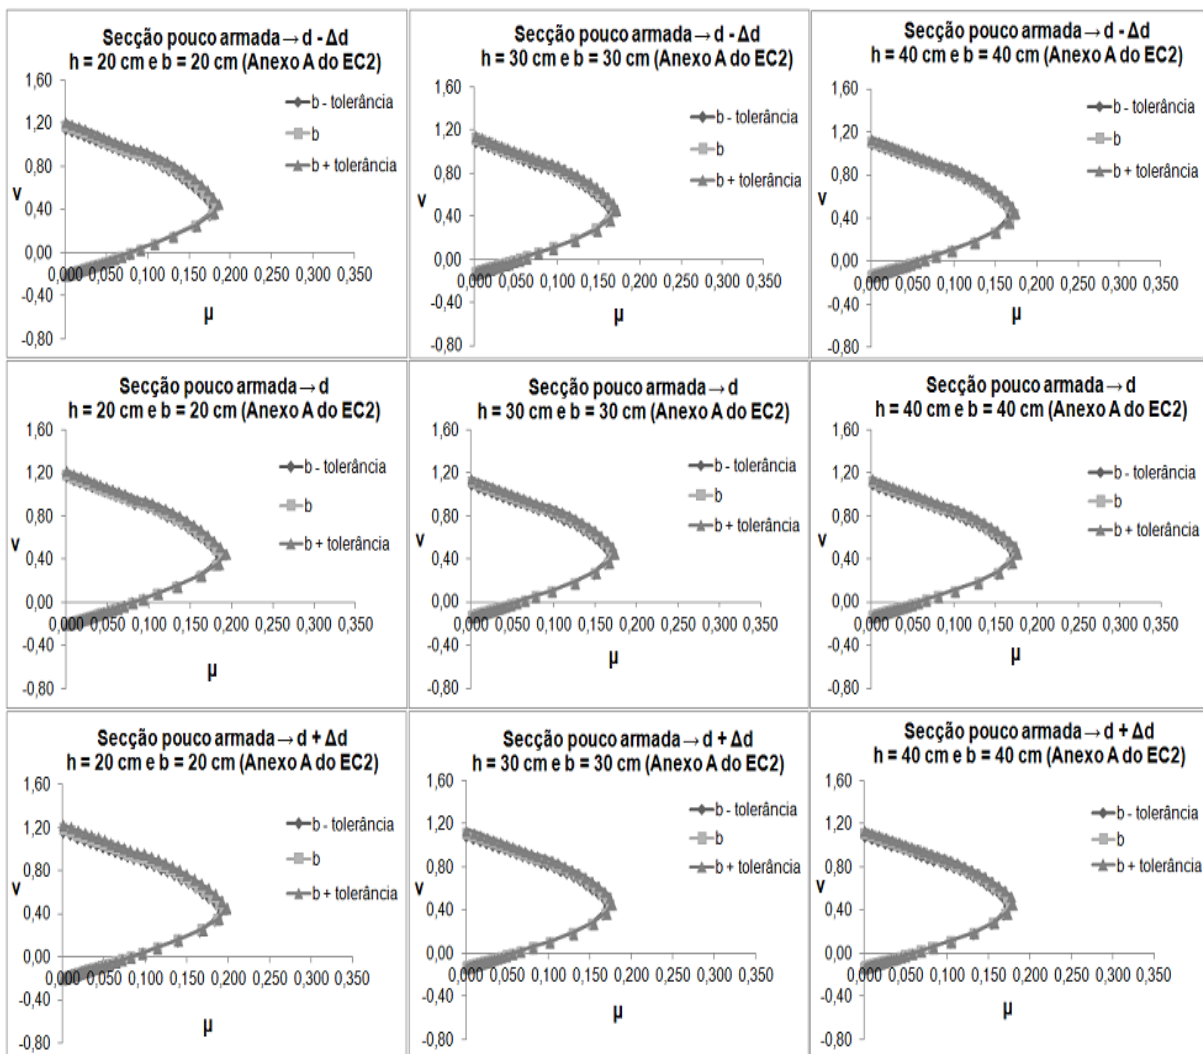 Secção pouco armada → d - Δd
h = 20 cm e b = 20 cm (Anexo A do EC2)
1,60
1,20
0,80
v
0,40
0,00
-0,40
-0,80
0,000 0,050 0,100 0,150 0,200 0,250 0,300 0,350
μ
b - tolerância
b
b + tolerância
Secção pouco armada → d - Δd
h = 30 cm e b = 30 cm (Anexo A do EC2)
1,60
1,20
0,80
v
0,40
0,00
-0,40
-0,80
0,000 0,050 0,100 0,150 0,200 0,250 0,300 0,350
μ
b - tolerância
b
b + tolerância
Secção pouco armada → d - Δd
h = 40 cm e b = 40 cm (Anexo A do EC2)
1,60
1,20
0,80
v
0,40
0,00
-0,40
-0,80
0,000 0,050 0,100 0,150 0,200 0,250 0,300 0,350
μ
b - tolerância
b
b + tolerância
Secção pouco armada → d
h = 20 cm e b = 20 cm (Anexo A do EC2)
1,60
1,20
0,80
v
0,40
0,00
-0,40
-0,80
0,000 0,050 0,100 0,150 0,200 0,250 0,300 0,350
μ
b - tolerância
b
b + tolerância
Secção pouco armada → d
h = 30 cm e b = 30 cm (Anexo A do EC2)
1,60
1,20
0,80
v
0,40
0,00
-0,40
-0,80
0,000 0,050 0,100 0,150 0,200 0,250 0,300 0,350
μ
b - tolerância
b
b + tolerância
Secção pouco armada → d
h = 40 cm e b = 40 cm (Anexo A do EC2)
1,60
1,20
0,80
v
0,40
0,00
-0,40
-0,80
0,000 0,050 0,100 0,150 0,200 0,250 0,300 0,350
μ
b - tolerância
b
b + tolerância
Secção pouco armada → d + Δd
h = 20 cm e b = 20 cm (Anexo A do EC2)
1,60
1,20
0,80
v
0,40
0,00
-0,40
-0,80
0,000 0,050 0,100 0,150 0,200 0,250 0,300 0,350
μ
b - tolerância
b
b + tolerância
Secção pouco armada → d + Δd
h = 30 cm e b = 30 cm (Anexo A do EC2)
1,60
1,20
0,80
v
0,40
0,00
-0,40
-0,80
0,000 0,050 0,100 0,150 0,200 0,250 0,300 0,350
μ
b - tolerância
b
b + tolerância
Secção pouco armada → d + Δd
h = 40 cm e b = 40 cm (Anexo A do EC2)
1,60
1,20
0,80
v
0,40
0,00
-0,40
-0,80
0,000 0,050 0,100 0,150 0,200 0,250 0,300 0,350
μ
b - tolerância
b
b + tolerância